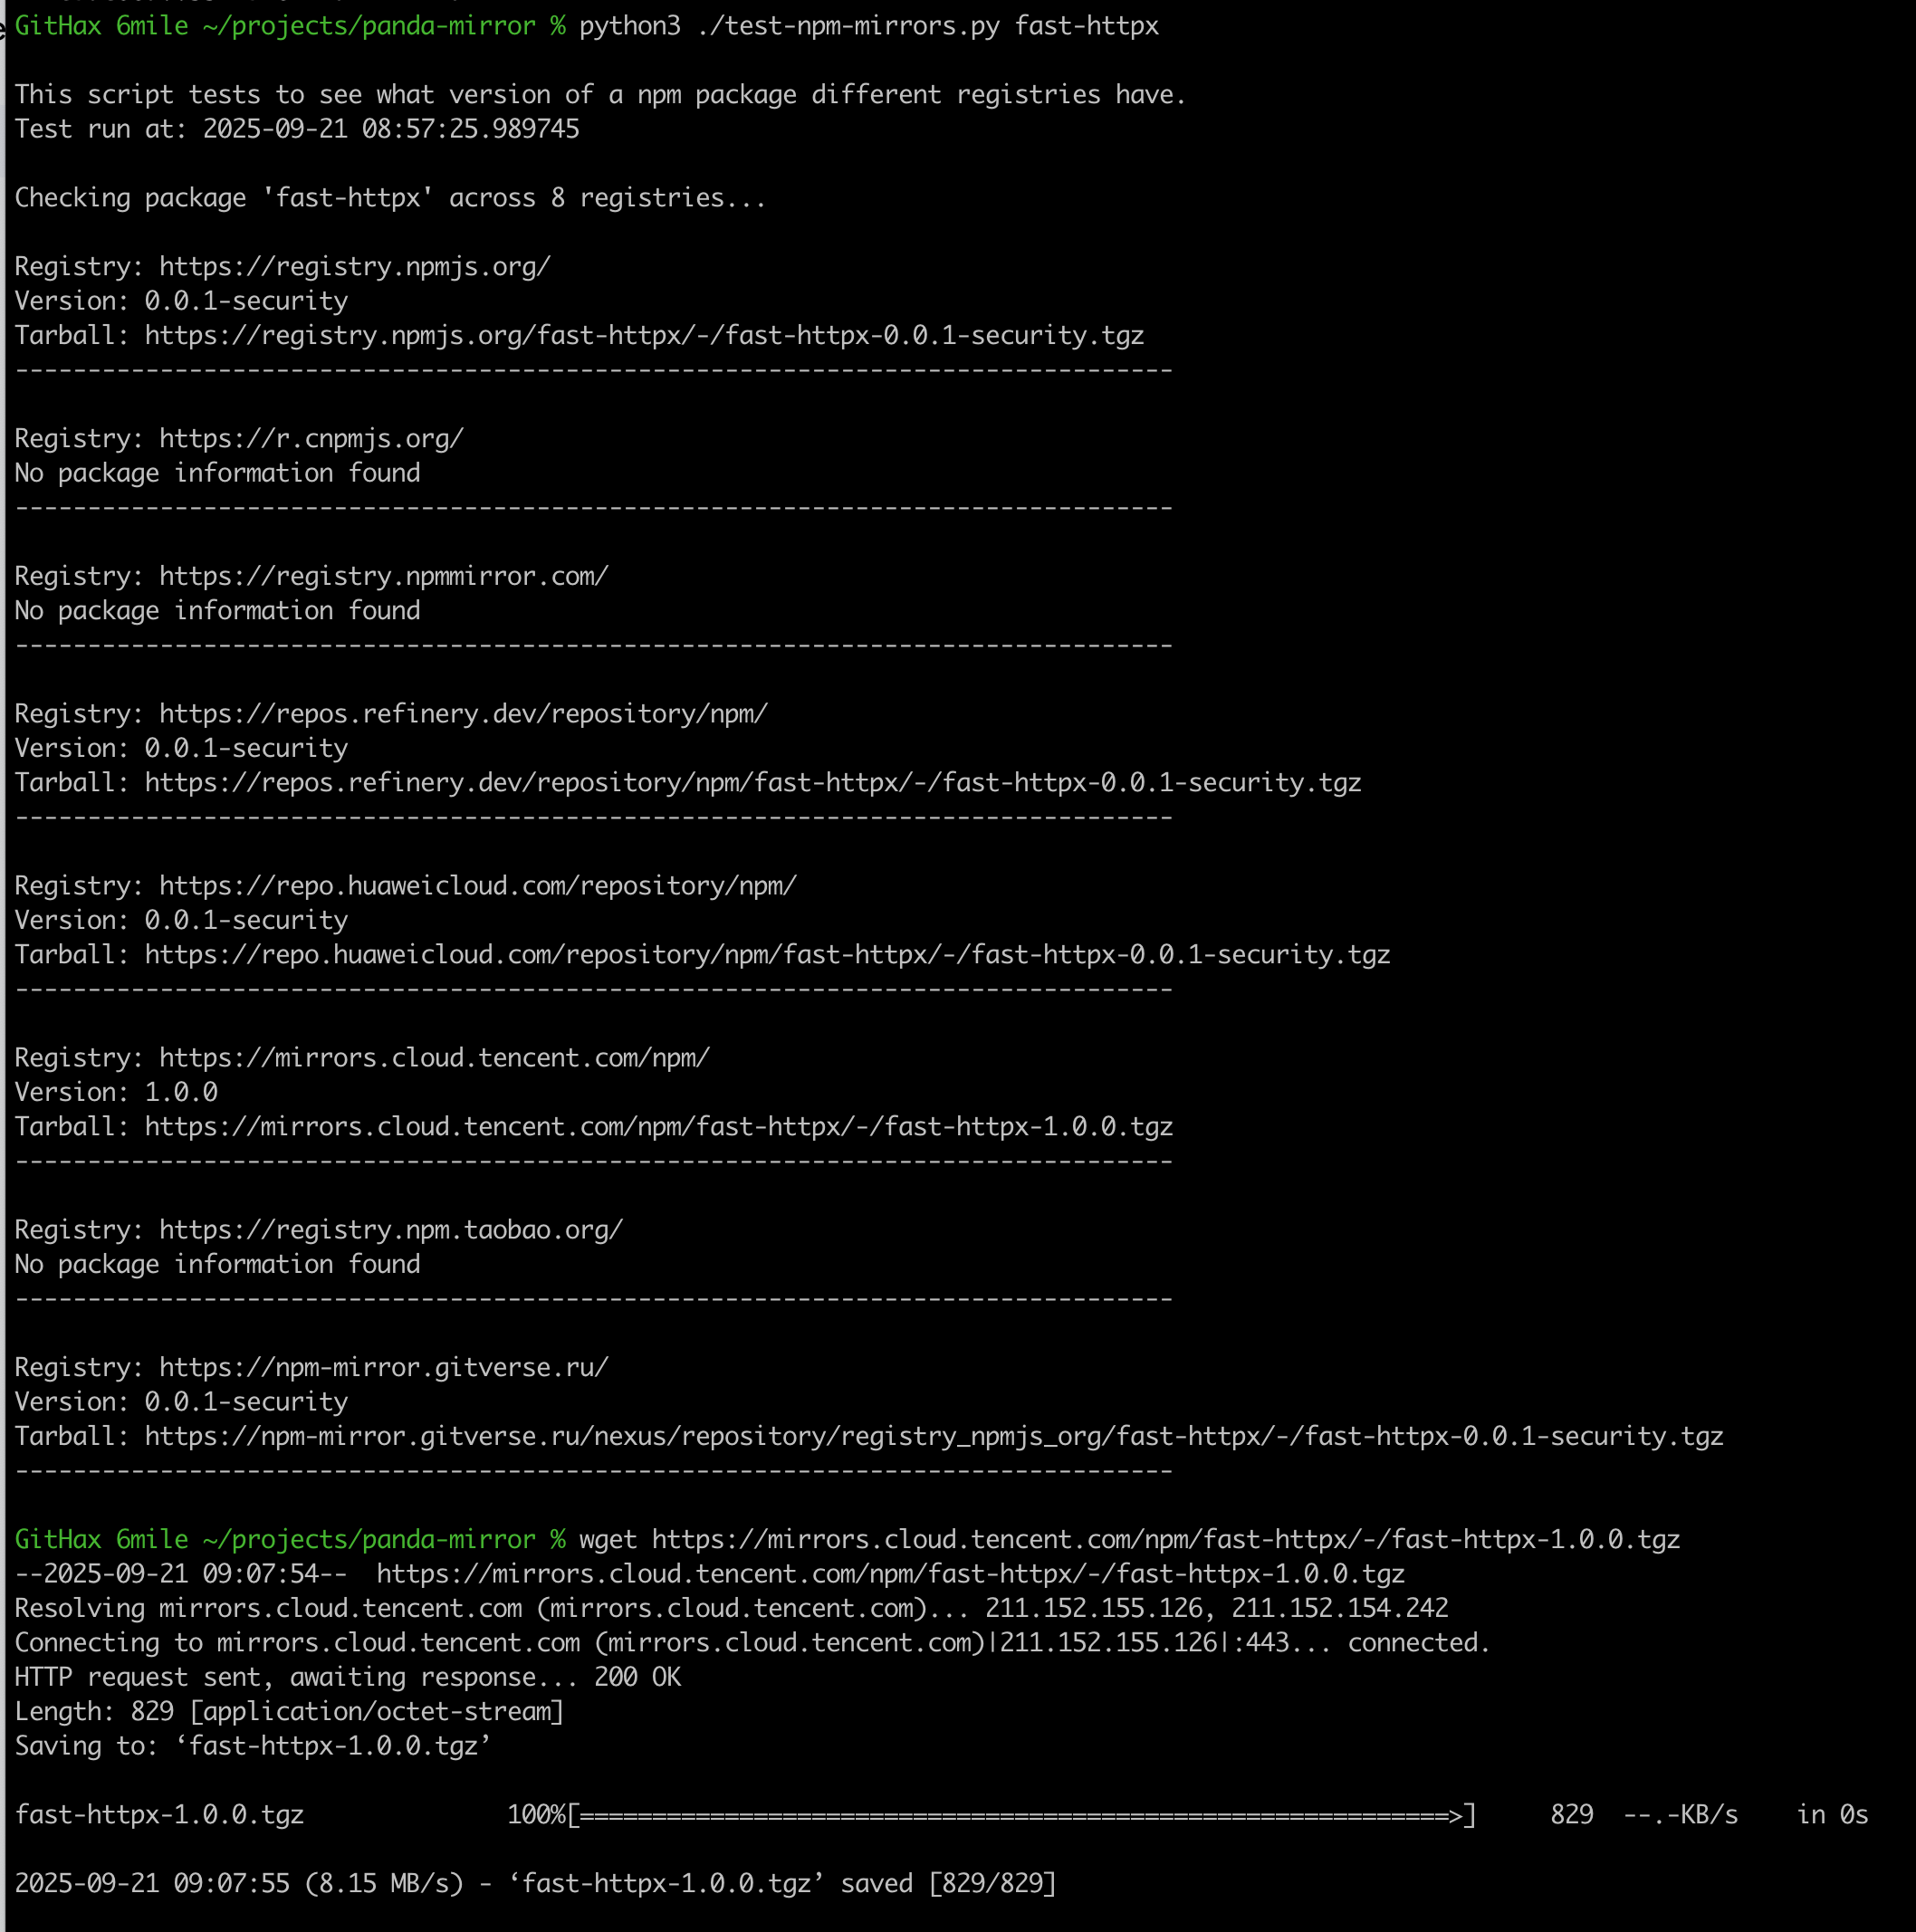 GitHax 6mile ~/projects/panda-mirror % python3 ./test-npm-mirrors.py fast-httpx
This script tests to see what version of a npm package different registries have.
Test run at: 2025-09-21 08:57:25.989745
Checking package 'fast-httpx' across 8 registries...
Registry: https://registry.npmjs.org/
Version: 0.0.1-security
Tarball: https://registry.npmjs.org/fast-httpx/-/fast-httpx-0.0.1-security.tgz
--------------------------------------------------------------------------------
Registry: https://r.cnpmjs.org/
No package information found
--------------------------------------------------------------------------------
Registry: https://registry.npmmirror.com/
No package information found
--------------------------------------------------------------------------------
Registry: https://repos.refinery.dev/repository/npm/
Version: 0.0.1-security
Tarball: https://repos.refinery.dev/repository/npm/fast-httpx/-/fast-httpx-0.0.1-security.tgz
--------------------------------------------------------------------------------
Registry: https://repo.huaweicloud.com/repository/npm/
Version: 0.0.1-security
Tarball: https://repo.huaweicloud.com/repository/npm/fast-httpx/-/fast-httpx-0.0.1-security.tgz
--------------------------------------------------------------------------------
Registry: https://mirrors.cloud.tencent.com/npm/
Version: 1.0.0
Tarball: https://mirrors.cloud.tencent.com/npm/fast-httpx/-/fast-httpx-1.0.0.tgz
--------------------------------------------------------------------------------
Registry: https://registry.npm.taobao.org/
No package information found
--------------------------------------------------------------------------------
Registry: https://npm-mirror.gitverse.ru/
Version: 0.0.1-security
Tarball: https://npm-mirror.gitverse.ru/nexus/repository/registry_npmjs_org/fast-httpx/-/fast-httpx-0.0.1-security.tgz
--------------------------------------------------------------------------------
GitHax 6mile ~/projects/panda-mirror % wget https://mirrors.cloud.tencent.com/npm/fast-httpx/-/fast-httpx-1.0.0.tgz
--2025-09-21 09:07:54--  https://mirrors.cloud.tencent.com/npm/fast-httpx/-/fast-httpx-1.0.0.tgz
Resolving mirrors.cloud.tencent.com (mirrors.cloud.tencent.com)... 211.152.155.126, 211.152.154.242
Connecting to mirrors.cloud.tencent.com (mirrors.cloud.tencent.com)|211.152.155.126|:443... connected.
HTTP request sent, awaiting response... 200 OK
Length: 829 [application/octet-stream]
Saving to: ‘fast-httpx-1.0.0.tgz’
fast-httpx-1.0.0.tgz              100%[============================================================>]     829  --.-KB/s    in 0s
2025-09-21 09:07:55 (8.15 MB/s) - ‘fast-httpx-1.0.0.tgz’ saved [829/829]